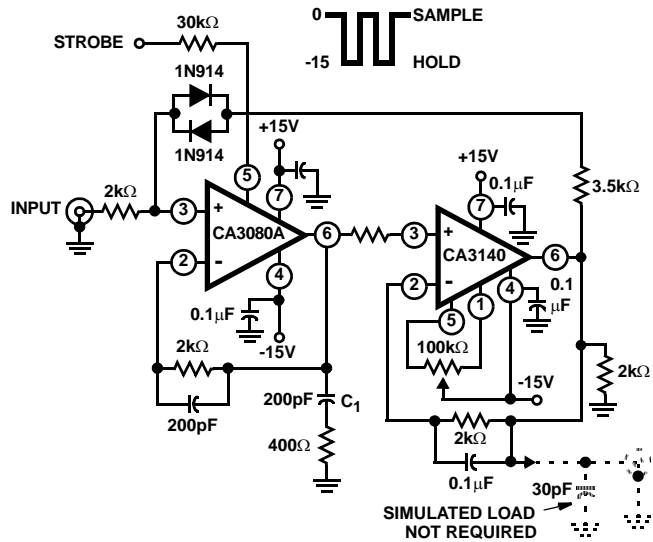 30kΩ
STROBE
0
SAMPLE
-15
HOLD
1N914
1N914
+15V
+15V
0.1µF
5
7
7
3.5kΩ
2kΩ
INPUT
3
+
CA3080A
6
3
+
CA3140
6
2
-
4
2
-
5
1
4
0.1
µF
0.1µF
-15V
100kΩ
-15V
2kΩ
200pF
200pF
C1
400Ω
2kΩ
2kΩ
0.1µF
30pF
SIMULATED LOAD
NOT REQUIRED